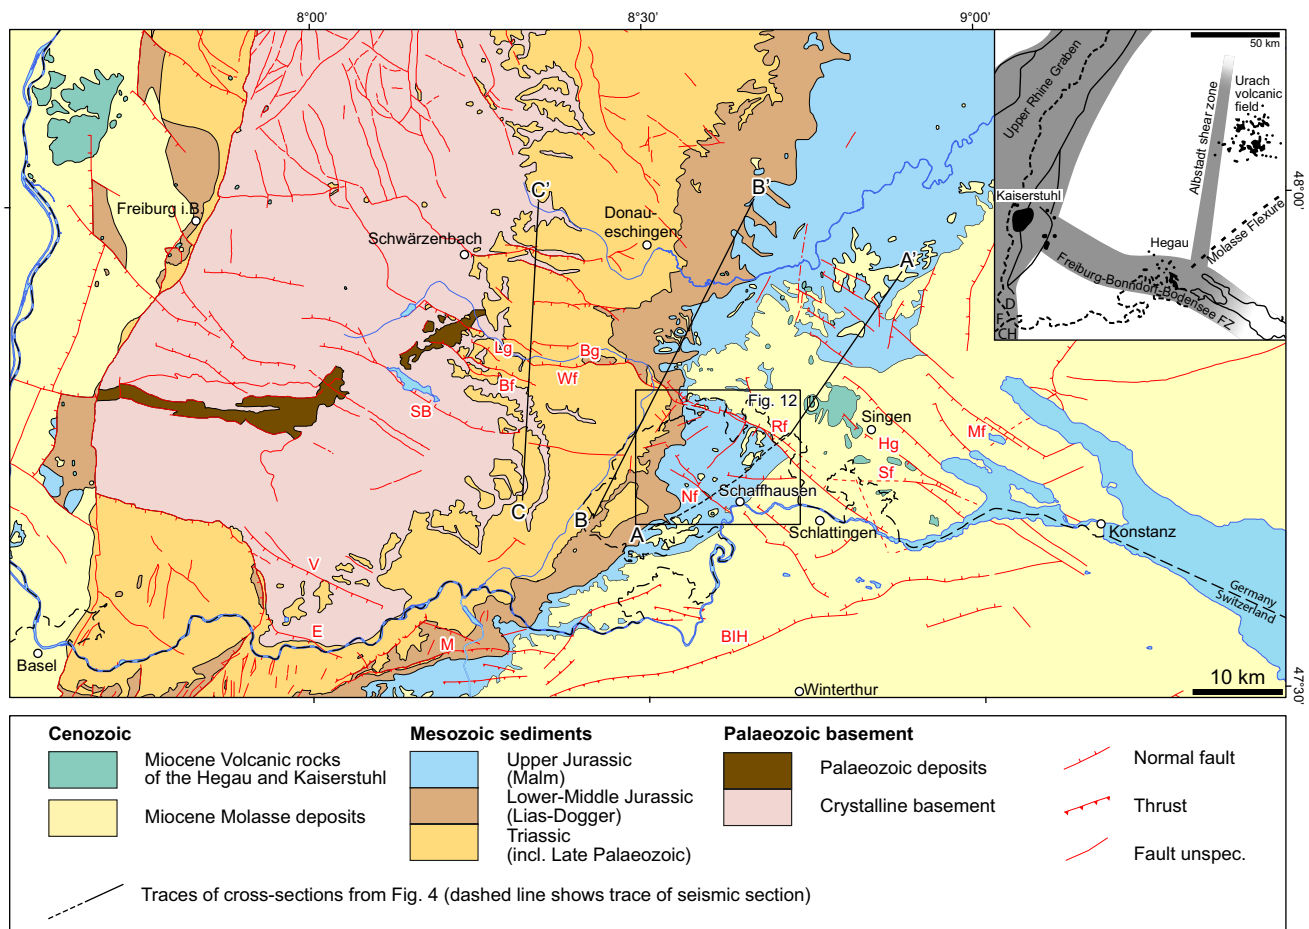 8°00'
8°30'
9°00'
50 km
Upper Rhine Graben
Urach
volcanic
field
Albstadt shear zone
Kaiserstuhl
Hegau
Molasse Flexure
Freiburg-Bonndorf-Bodensee FZ
D
F
CH
48°00'
47°30'
Freiburg i.B.
Schwärzenbach
C'
Donau-
eschingen
B'
A'
Lg
Bg
Bf
Wf
SB
Fig. 12
Rf
Singen
Hg
Mf
Sf
Nf
Schaffhausen
C
B
A
Schlattingen
Konstanz
V
E
M
BIH
Germany
Switzerland
Basel
Winterthur
10 km
Cenozoic
Miocene Volcanic rocks
of the Hegau and Kaiserstuhl
Miocene Molasse deposits
Mesozoic sediments
Upper Jurassic
(Malm)
Lower-Middle Jurassic
(Lias-Dogger)
Triassic
(incl. Late Palaeozoic)
Palaeozoic basement
Palaeozoic deposits
Crystalline basement
Normal fault
Thrust
Fault unspec.
Traces of cross-sections from Fig. 4 (dashed line shows trace of seismic section)